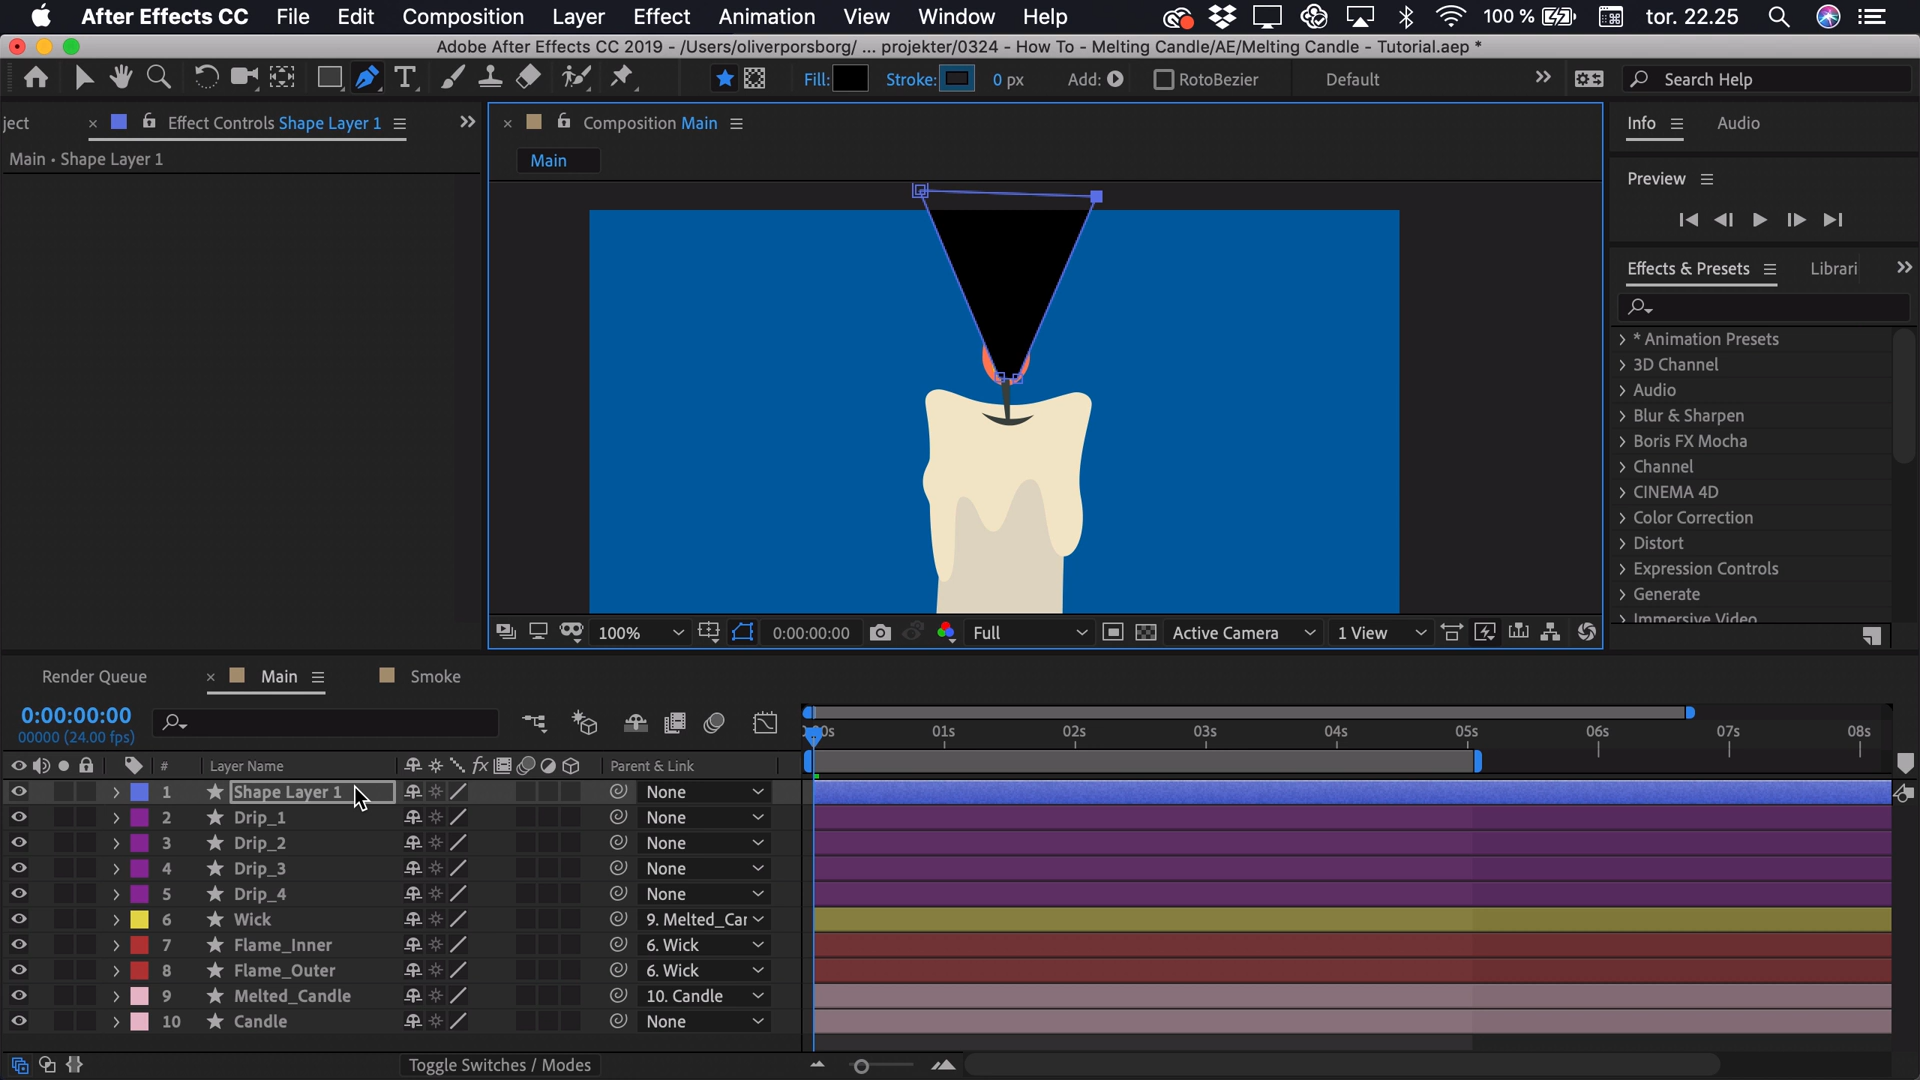 After Effects CC File Edit Composition Layer Effect Animation View Window Help 100 % tor. 22.25
Adobe After Effects CC 2019 - /Users/oliverporsborg/ ... projekter/0324 - How To - Melting Candle/AE/Melting Candle - Tutorial.aep *
Fill: Stroke: 0 px Add: RotoBezier Default Search Help
ject Effect Controls Shape Layer 1
Main • Shape Layer 1
Composition Main
Main
Info Audio
Preview
Effects & Presets Librari
* Animation Presets
3D Channel
Audio
Blur & Sharpen
Boris FX Mocha
Channel
CINEMA 4D
Color Correction
Distort
Expression Controls
Generate
Immersive Video
100% 0:00:00:00 Full Active Camera 1 View
Render Queue Main Smoke
0:00:00:00
00000 (24.00 fps)
01s 02s 03s 04s 05s 06s 07s 08s
# Layer Name fx Parent & Link
1 Shape Layer 1 None
2 Drip_1 None
3 Drip_2 None
4 Drip_3 None
5 Drip_4 None
6 Wick 9. Melted_Car
7 Flame_Inner 6. Wick
8 Flame_Outer 6. Wick
9 Melted_Candle 10. Candle
10 Candle None
Toggle Switches / Modes